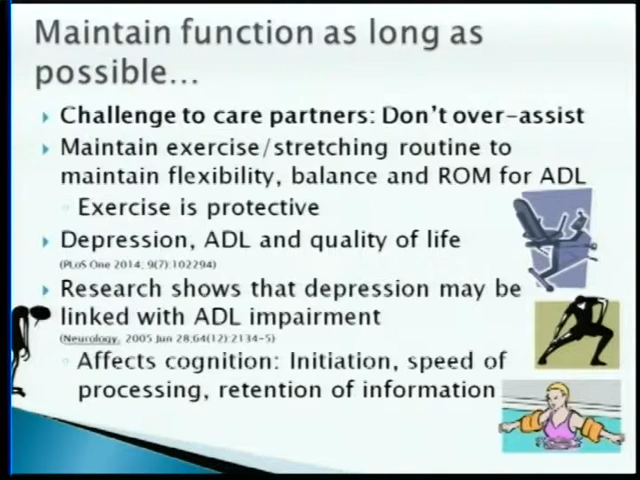 Maintain function as long as
possible...
Challenge to care partners: Don't over-assist
Maintain exercise/stretching routine to
maintain flexibility, balance and ROM for ADL
Exercise is protective
Depression, ADL and quality of life
(PLoS One 2014; 9(7):102294)
Research shows that depression may be
linked with ADL impairment
(Neurology, 2005 Jun 28;64(12):2134-5)
Affects cognition: Initiation, speed of
processing, retention of information